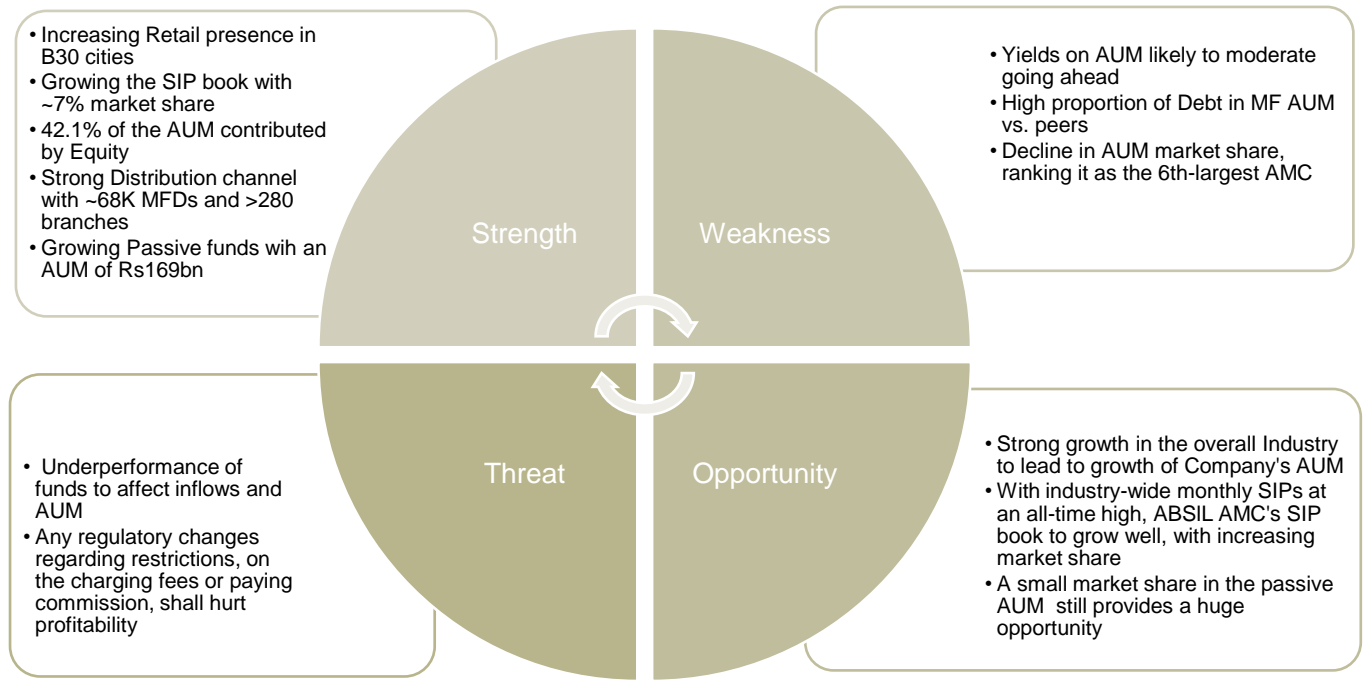 • Increasing Retail presence in
B30 cities
• Growing the SIP book with
~7% market share
• 42.1% of the AUM contributed
by Equity
• Strong Distribution channel
with ~68K MFDs and >280
branches
• Growing Passive funds wih an
AUM of Rs169bn
Strength
Weakness
• Yields on AUM likely to moderate
going ahead
• High proportion of Debt in MF AUM
vs. peers
• Decline in AUM market share,
ranking it as the 6th-largest AMC
• Underperformance of
funds to affect inflows and
AUM
• Any regulatory changes
regarding restrictions, on
the charging fees or paying
commission, shall hurt
profitability
Threat
Opportunity
• Strong growth in the overall Industry
to lead to growth of Company's AUM
• With industry-wide monthly SIPs at
an all-time high, ABSIL AMC's SIP
book to grow well, with increasing
market share
• A small market share in the passive
AUM still provides a huge
opportunity